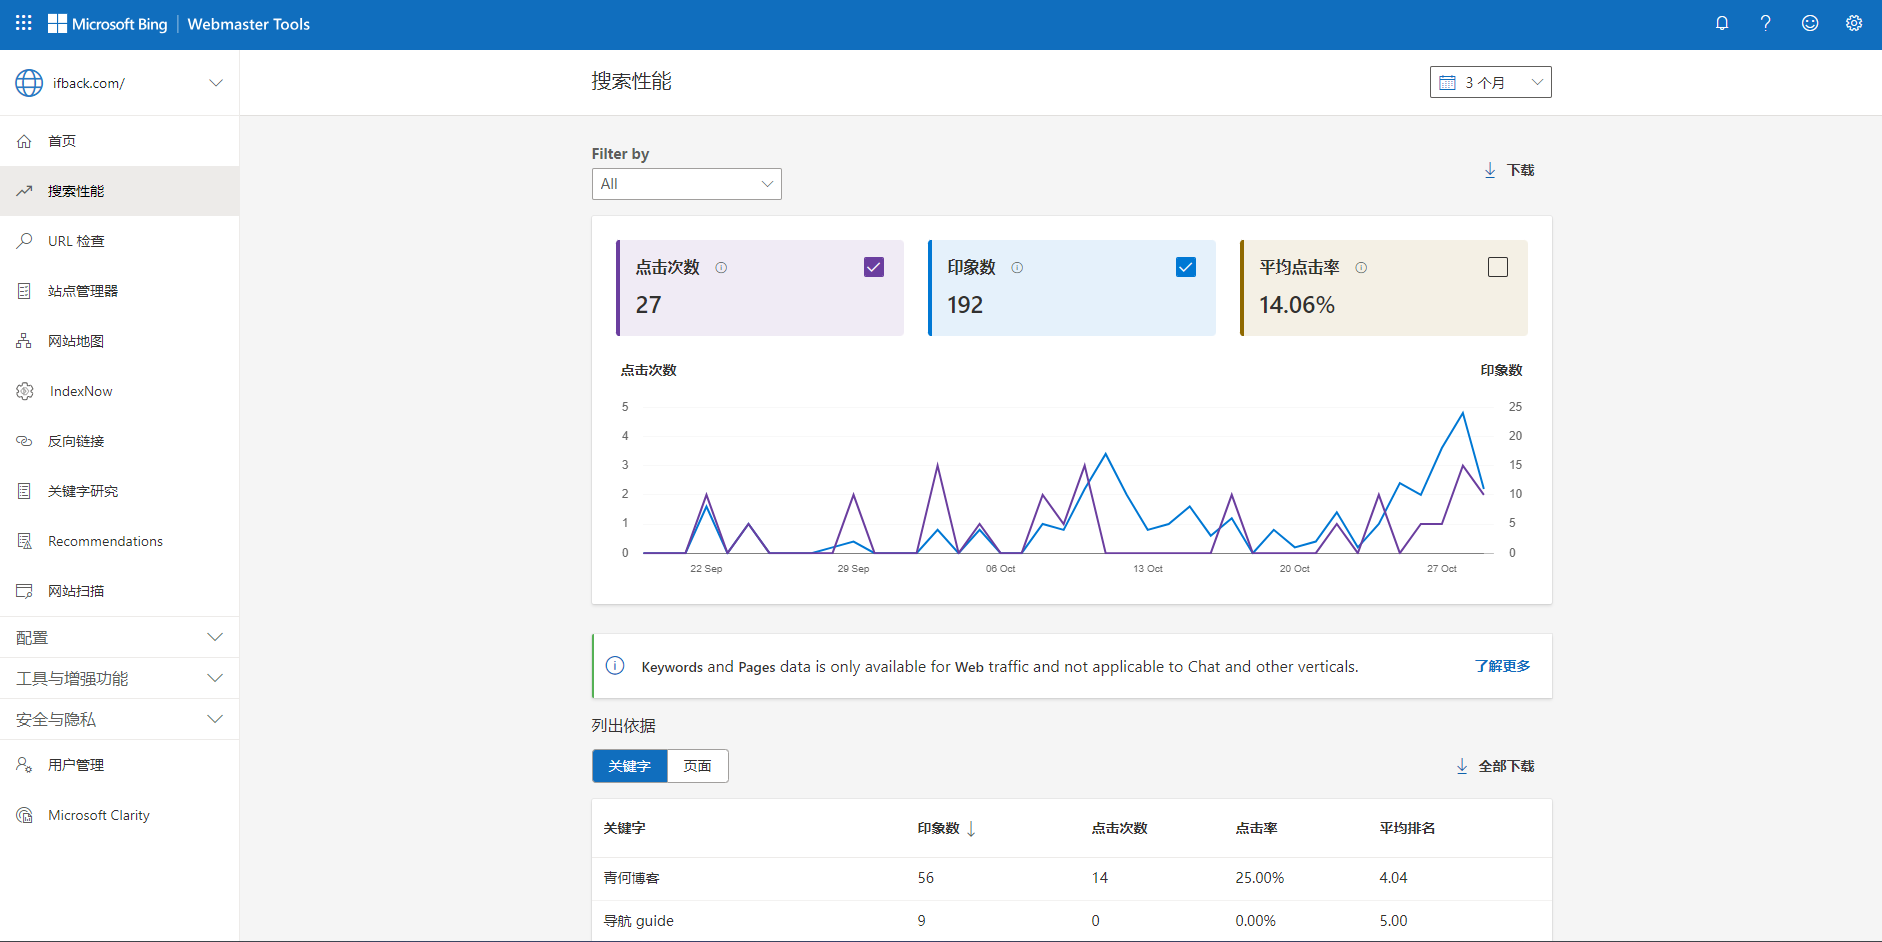 Microsoft Bing | Webmaster Tools
ifback.com/
首页
搜索性能
URL 检查
站点管理器
网站地图
IndexNow
反向链接
关键字研究
Recommendations
网站扫描
配置
工具与增强功能
安全与隐私
用户管理
Microsoft Clarity
搜索性能
3 个月
Filter by
All
下载
点击次数
27
印象数
192
平均点击率
14.06%
点击次数 印象数
5 25
4 20
3 15
2 10
1 5
0 0
22 Sep 29 Sep 06 Oct 13 Oct 20 Oct 27 Oct
Keywords and Pages data is only available for Web traffic and not applicable to Chat and other verticals. 了解更多
列出依据
关键字 页面
全部下载
关键字 印象数 点击次数 点击率 平均排名
青何博客 56 14 25.00% 4.04
导航 guide 9 0 0.00% 5.00